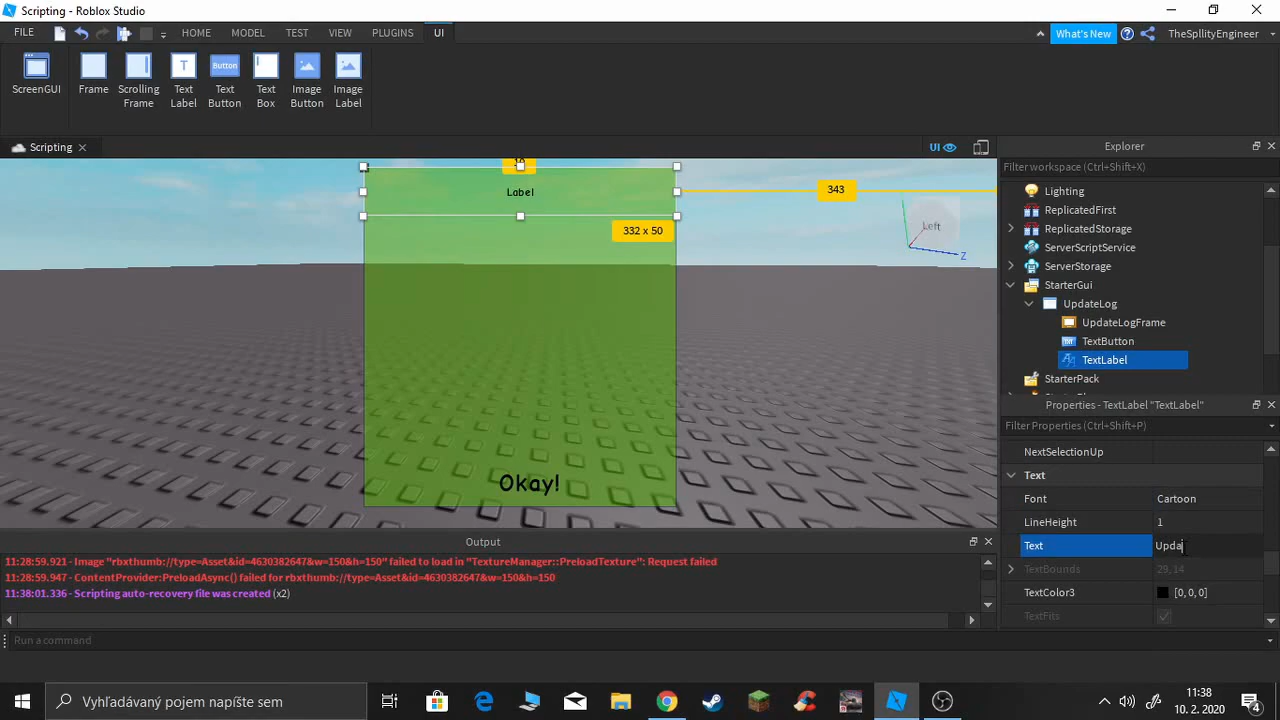 Scripting - Roblox Studio
FILE HOME MODEL TEST VIEW PLUGINS UI What's New TheSpllityEngineer
ScreenGUI Frame Scrolling Frame Text Label Button Text Button Text Box Image Button Image Label
Scripting UI
Label
332 x 50
343
Left
Z
Okay!
Explorer
Filter workspace (Ctrl+Shift+X)
Lighting
ReplicatedFirst
ReplicatedStorage
ServerScriptService
ServerStorage
StarterGui
UpdateLog
UpdateLogFrame
TextButton
TextLabel
StarterPack
Properties - TextLabel "TextLabel"
Filter Properties (Ctrl+Shift+P)
NextSelectionUp
Text
Font Cartoon
LineHeight 1
Text Upda
TextBounds 29,14
TextColor3 [0, 0, 0]
TextFits
Output
11:28:59.921 - Image "rbxthumb://type=Asset&id=4630382647&w=150&h=150" failed to load in "TextureManager::PreloadTexture": Request failed
11:28:59.947 - ContentProvider:PreloadAsync() failed for rbxthumb://type=Asset&id=4630382647&w=150&h=150
11:38:01.336 - Scripting auto-recovery file was created (x2)
Run a command
Vyhľadávaný pojem napíšte sem
11:38
10. 2. 2020
4